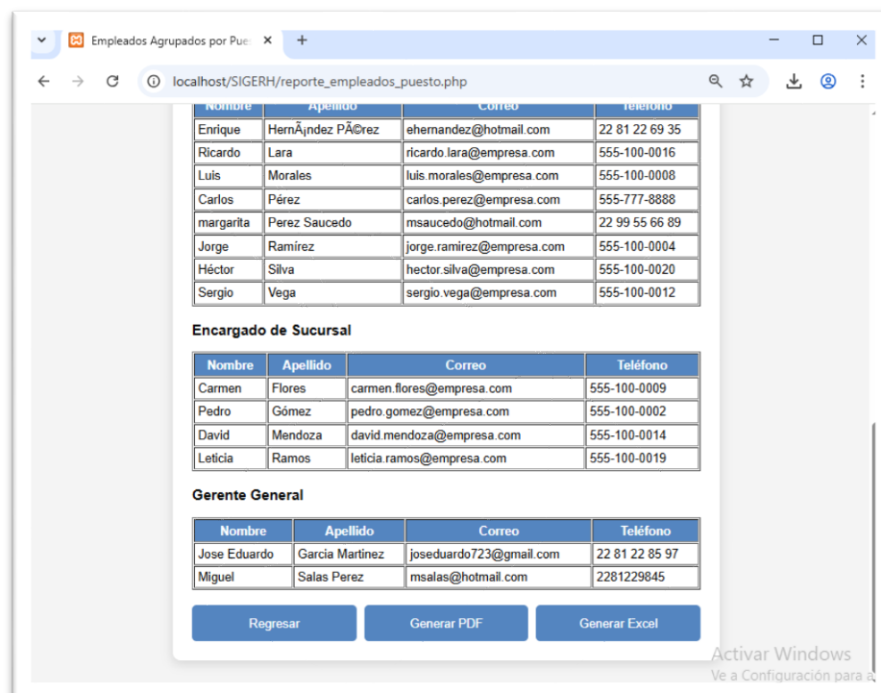 Empleados Agrupados por Pue
localhost/SIGERH/reporte_empleados_puesto.php
Nombre Apellido Correo Teléfono
Enrique HernÃ¡ndez PÃ©rez ehernandez@hotmail.com 22 81 22 69 35
Ricardo Lara ricardo.lara@empresa.com 555-100-0016
Luis Morales luis.morales@empresa.com 555-100-0008
Carlos Pérez carlos.perez@empresa.com 555-777-8888
margarita Perez Saucedo msaucedo@hotmail.com 22 99 55 66 89
Jorge Ramírez jorge.ramirez@empresa.com 555-100-0004
Héctor Silva hector.silva@empresa.com 555-100-0020
Sergio Vega sergio.vega@empresa.com 555-100-0012
Encargado de Sucursal
Nombre Apellido Correo Teléfono
Carmen Flores carmen.flores@empresa.com 555-100-0009
Pedro Gómez pedro.gomez@empresa.com 555-100-0002
David Mendoza david.mendoza@empresa.com 555-100-0014
Leticia Ramos leticia.ramos@empresa.com 555-100-0019
Gerente General
Nombre Apellido Correo Teléfono
Jose Eduardo Garcia Martinez joseduardo723@gmail.com 22 81 22 85 97
Miguel Salas Perez msalas@hotmail.com 2281229845
Regresar Generar PDF Generar Excel
Activar Windows
Ve a Configuración para a